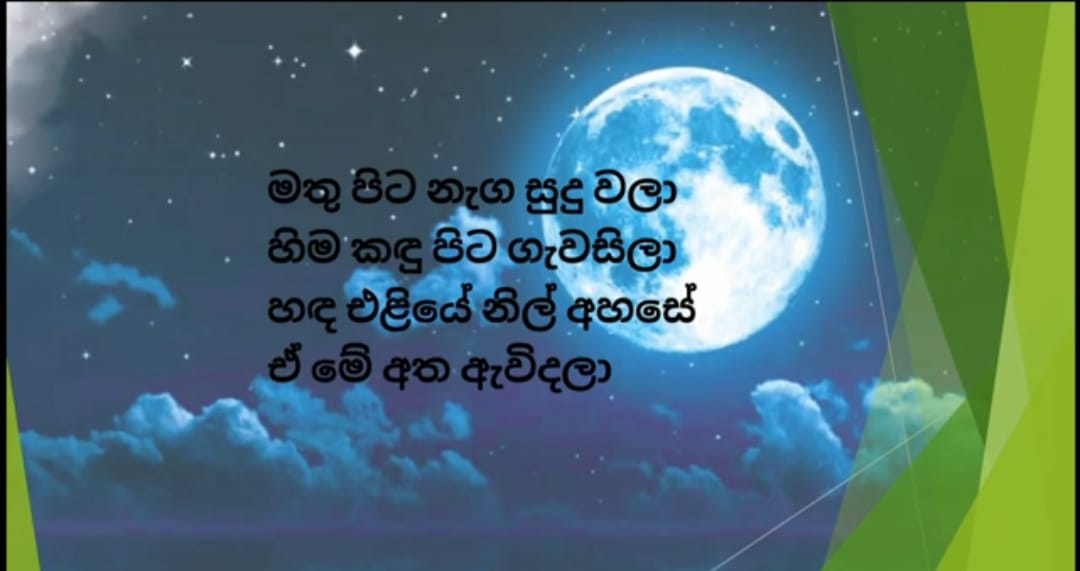 මතු පිට නැග සුදු වලා
හිම කඳු පිට ගැවසිලා
හඳ එළියේ නිල් අහසේ
ඒ මේ අත ඇවිදලා